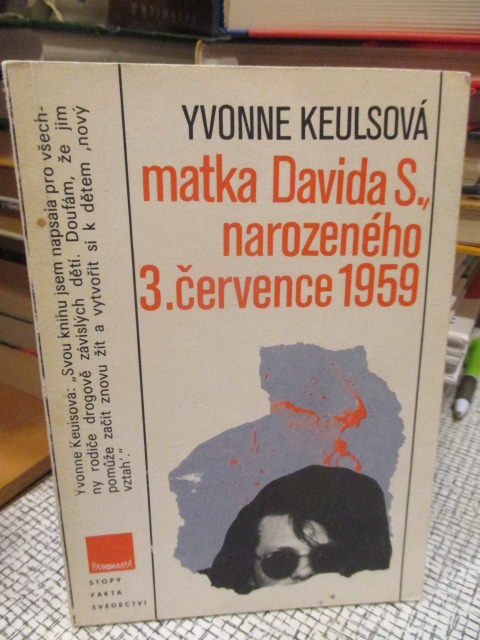 YVONNE KEULSOVÁ
matka Davida S.,
narozeného
3. července 1959
Yvonne Keulsová: „Svou knihu jsem napsala pro všech-
ny rodiče drogově závislých dětí. Doufám, že jim
pomůže začít znovu žít a vytvořit si k dětem ‚nový
vztah‘.“
PANORAMA
STOPY
FAKTA
SVĚDECTVÍ